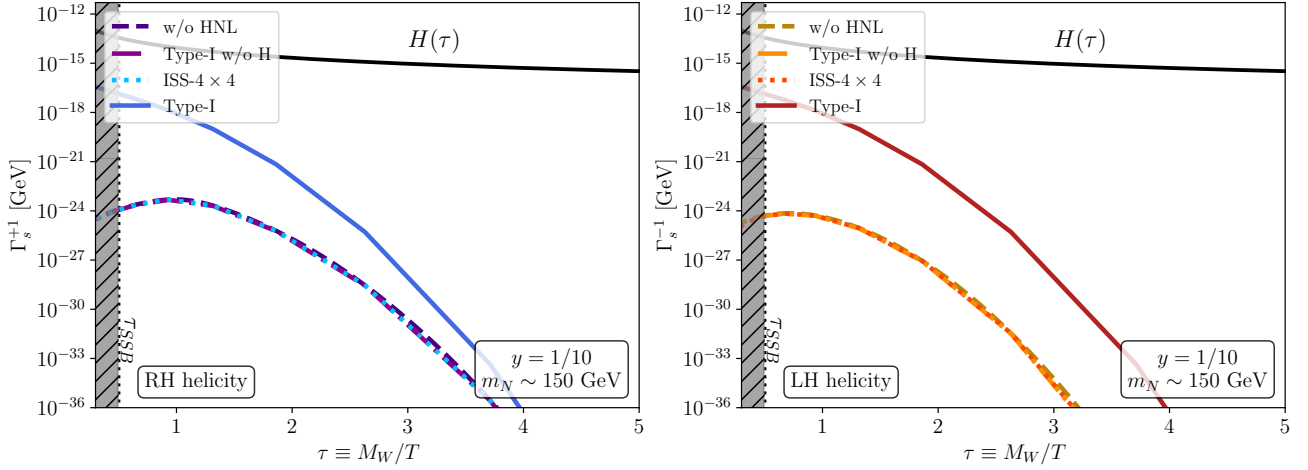 w/o HNL
Type-I w/o H
ISS-4 × 4
Type-I
H(τ)
10⁻¹²
10⁻¹⁵
10⁻¹⁸
10⁻²¹
10⁻²⁴
10⁻²⁷
10⁻³⁰
10⁻³³
10⁻³⁶
Γₛ⁺¹ [GeV]
τSSB
RH helicity
y = 1/10
m_N ∼ 150 GeV
1 2 3 4 5
τ ≡ M_W/T
w/o HNL
Type-I w/o H
ISS-4 × 4
Type-I
H(τ)
10⁻¹²
10⁻¹⁵
10⁻¹⁸
10⁻²¹
10⁻²⁴
10⁻²⁷
10⁻³⁰
10⁻³³
10⁻³⁶
Γₛ⁻¹ [GeV]
τSSB
LH helicity
y = 1/10
m_N ∼ 150 GeV
1 2 3 4 5
τ ≡ M_W/T